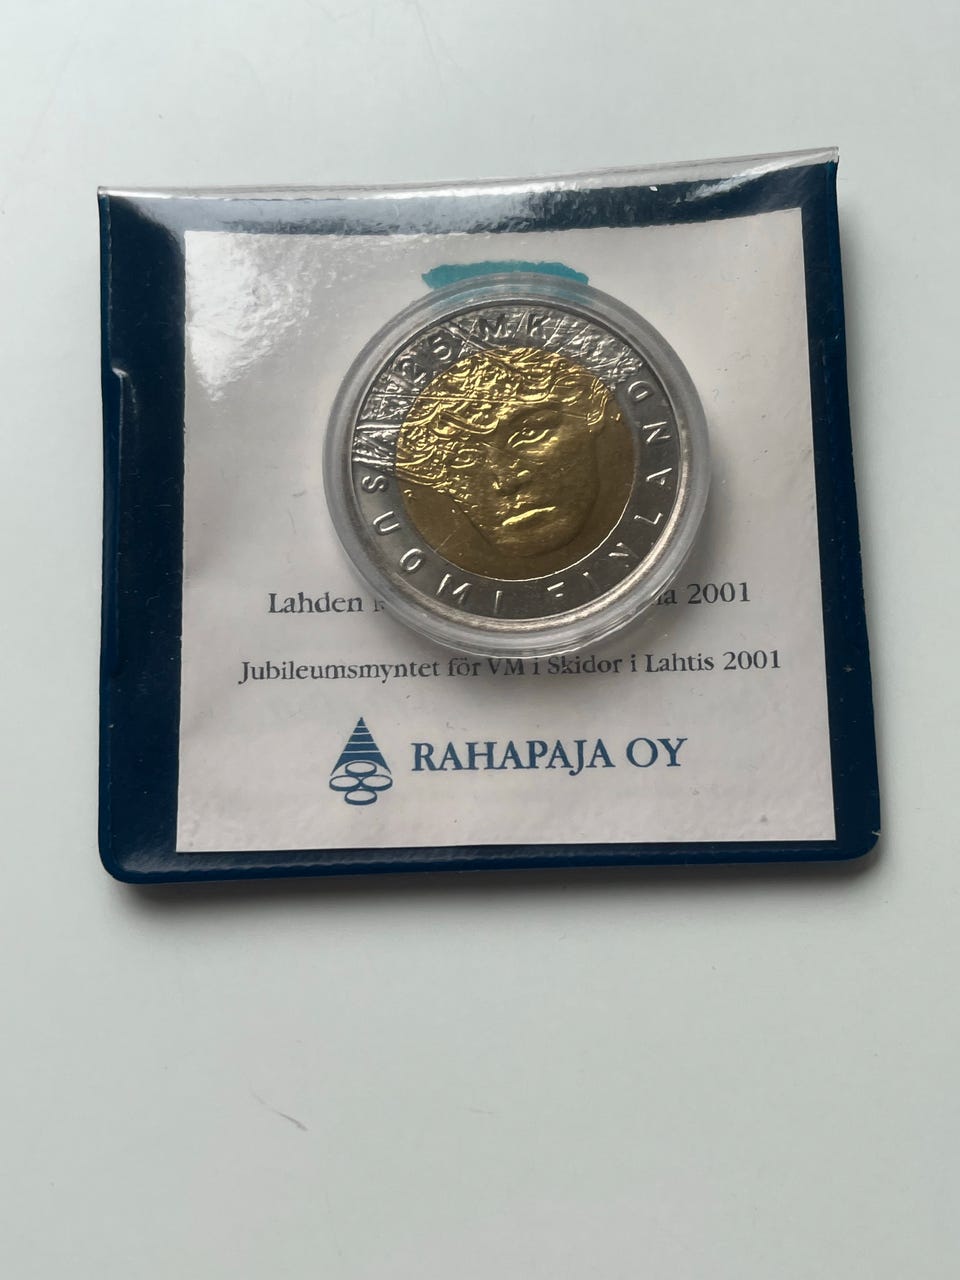 25 MK
SUOMI FINLAND
Lahden 2001
Jubileumsmyntet för VM i Skidor i Lahtis 2001
RAHAPAJA OY